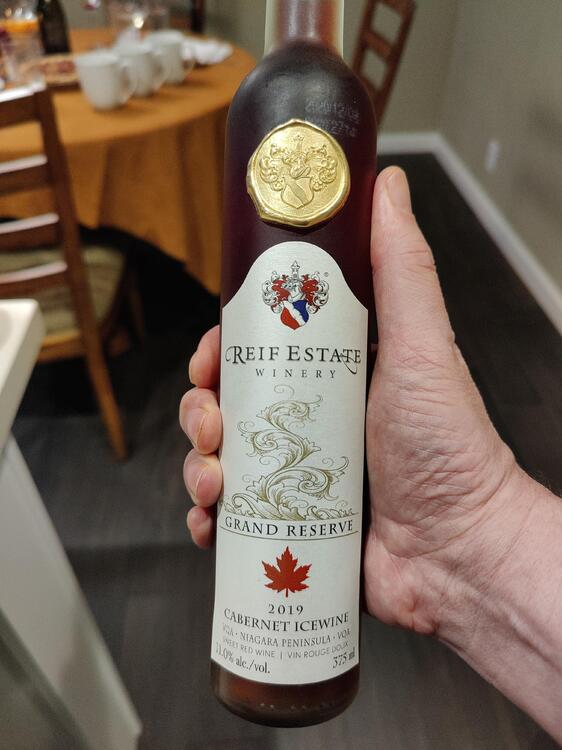 ®
REIF ESTATE
WINERY
GRAND RESERVE
2019
CABERNET ICEWINE
VQA · NIAGARA PENINSULA · VQA
SWEET RED WINE | VIN ROUGE DOUX
11.0% alc./vol. 375 ml